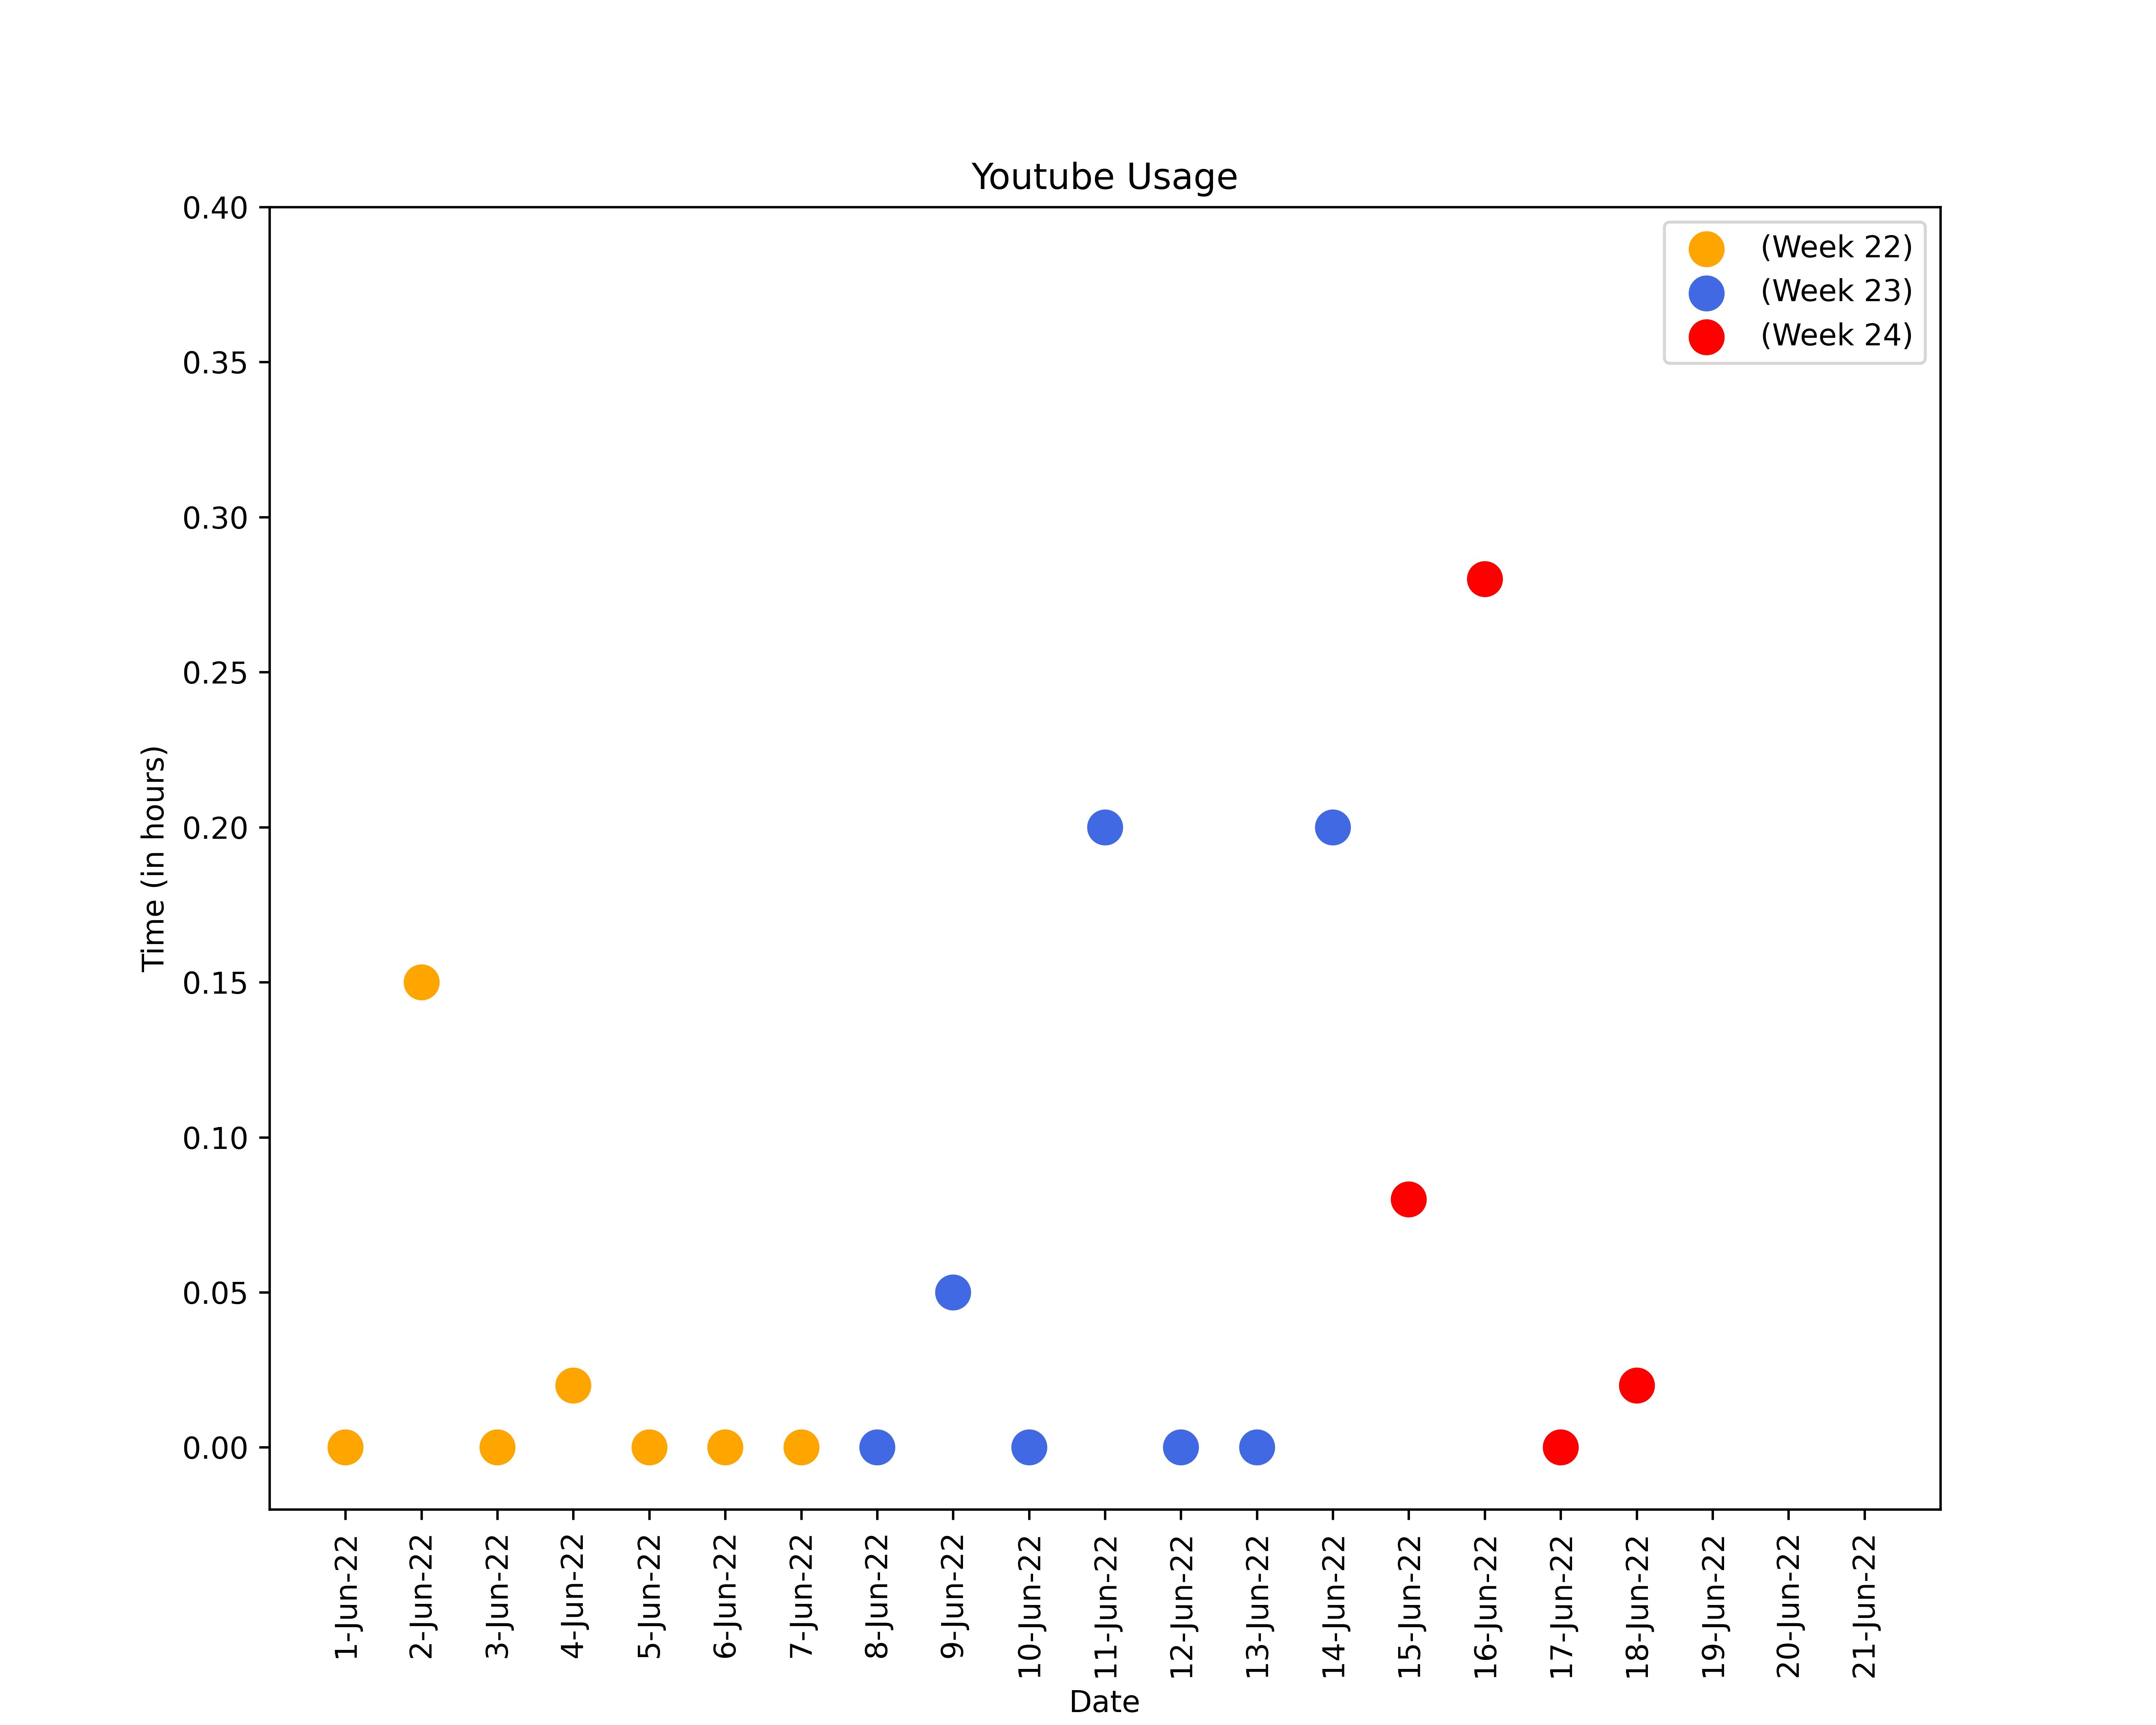 Youtube Usage
0.40
0.35
0.30
0.25
0.20
0.15
0.10
0.05
0.00
Time (in hours)
(Week 22)
(Week 23)
(Week 24)
1-Jun-22
2-Jun-22
3-Jun-22
4-Jun-22
5-Jun-22
6-Jun-22
7-Jun-22
8-Jun-22
9-Jun-22
10-Jun-22
11-Jun-22
12-Jun-22
13-Jun-22
14-Jun-22
15-Jun-22
16-Jun-22
17-Jun-22
18-Jun-22
19-Jun-22
20-Jun-22
21-Jun-22
Date